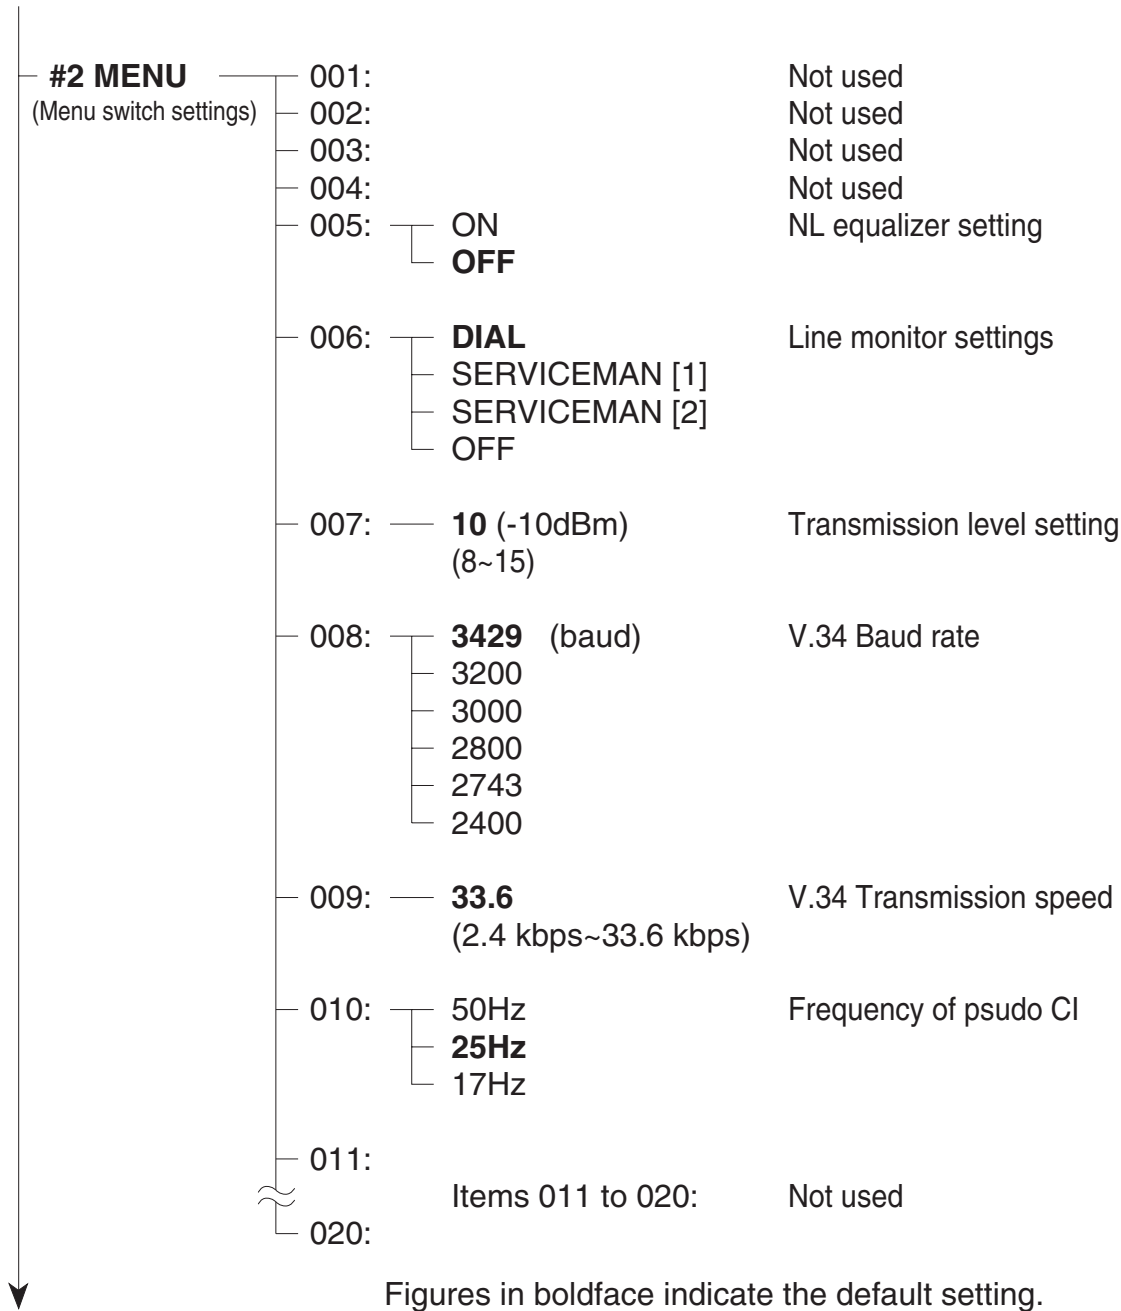 #2 MENU 001: Not used
(Menu switch settings) 002: Not used
003: Not used
004: Not used
005: ON NL equalizer setting
OFF
006: DIAL Line monitor settings
SERVICEMAN [1]
SERVICEMAN [2]
OFF
007: 10 (-10dBm) Transmission level setting
(8~15)
008: 3429 (baud) V.34 Baud rate
3200
3000
2800
2743
2400
009: 33.6 V.34 Transmission speed
(2.4 kbps~33.6 kbps)
010: 50Hz Frequency of psudo CI
25Hz
17Hz
011:
Items 011 to 020: Not used
020:
Figures in boldface indicate the default setting.